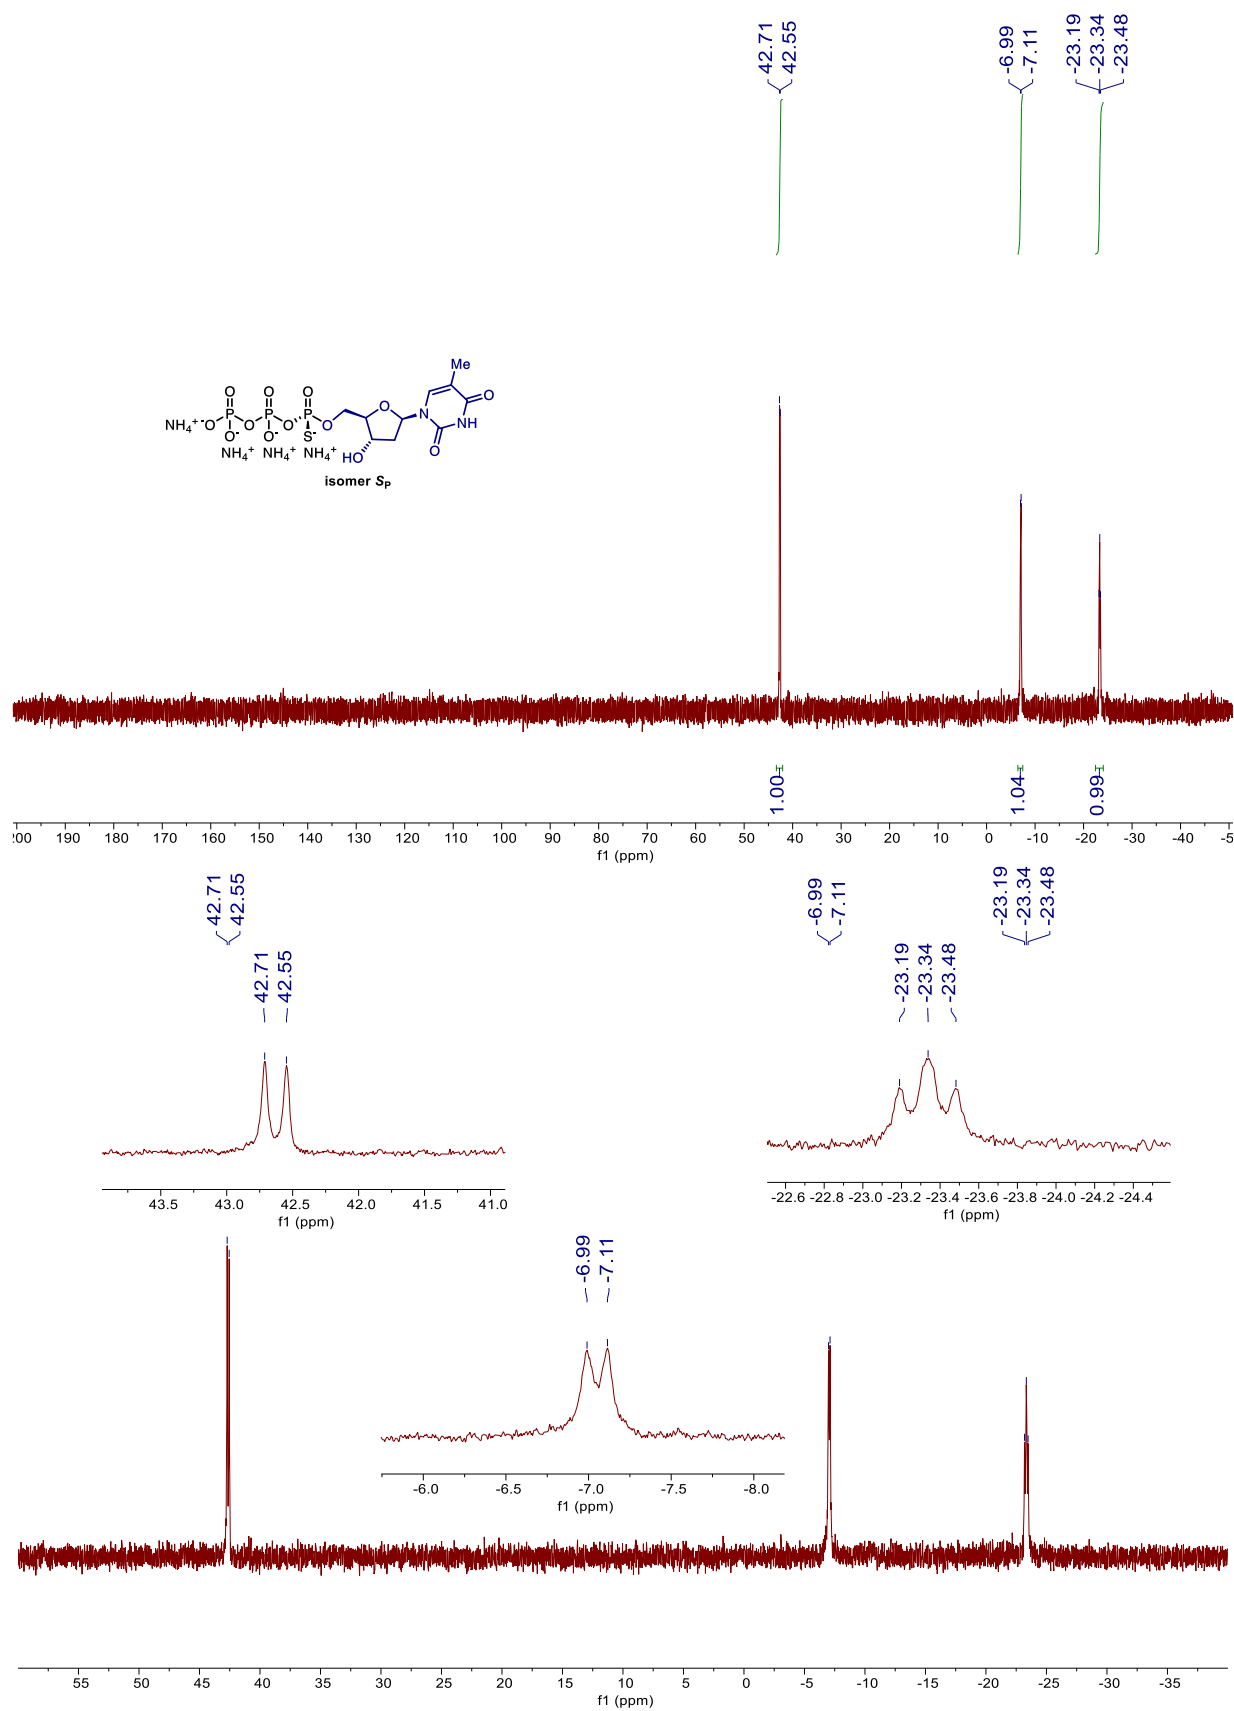 42.71
42.55
-6.99
-7.11
-23.19
-23.34
-23.48
Me
O O O O O
NH₄⁺ ⁻O P O P O P O N NH
O⁻ O⁻ S⁻ O
NH₄⁺ NH₄⁺ NH₄⁺ HO
isomer Sₚ
1.00
1.04
0.99
200 190 180 170 160 150 140 130 120 110 100 90 80 70 60 50 40 30 20 10 0 -10 -20 -30 -40 -5
f1 (ppm)
42.71
42.55
-6.99
-7.11
-23.19
-23.34
-23.48
42.71
42.55
-23.19
-23.34
-23.48
43.5 43.0 42.5 42.0 41.5 41.0
f1 (ppm)
-22.6 -22.8 -23.0 -23.2 -23.4 -23.6 -23.8 -24.0 -24.2 -24.4
f1 (ppm)
-6.99
-7.11
-6.0 -6.5 -7.0 -7.5 -8.0
f1 (ppm)
55 50 45 40 35 30 25 20 15 10 5 0 -5 -10 -15 -20 -25 -30 -35
f1 (ppm)